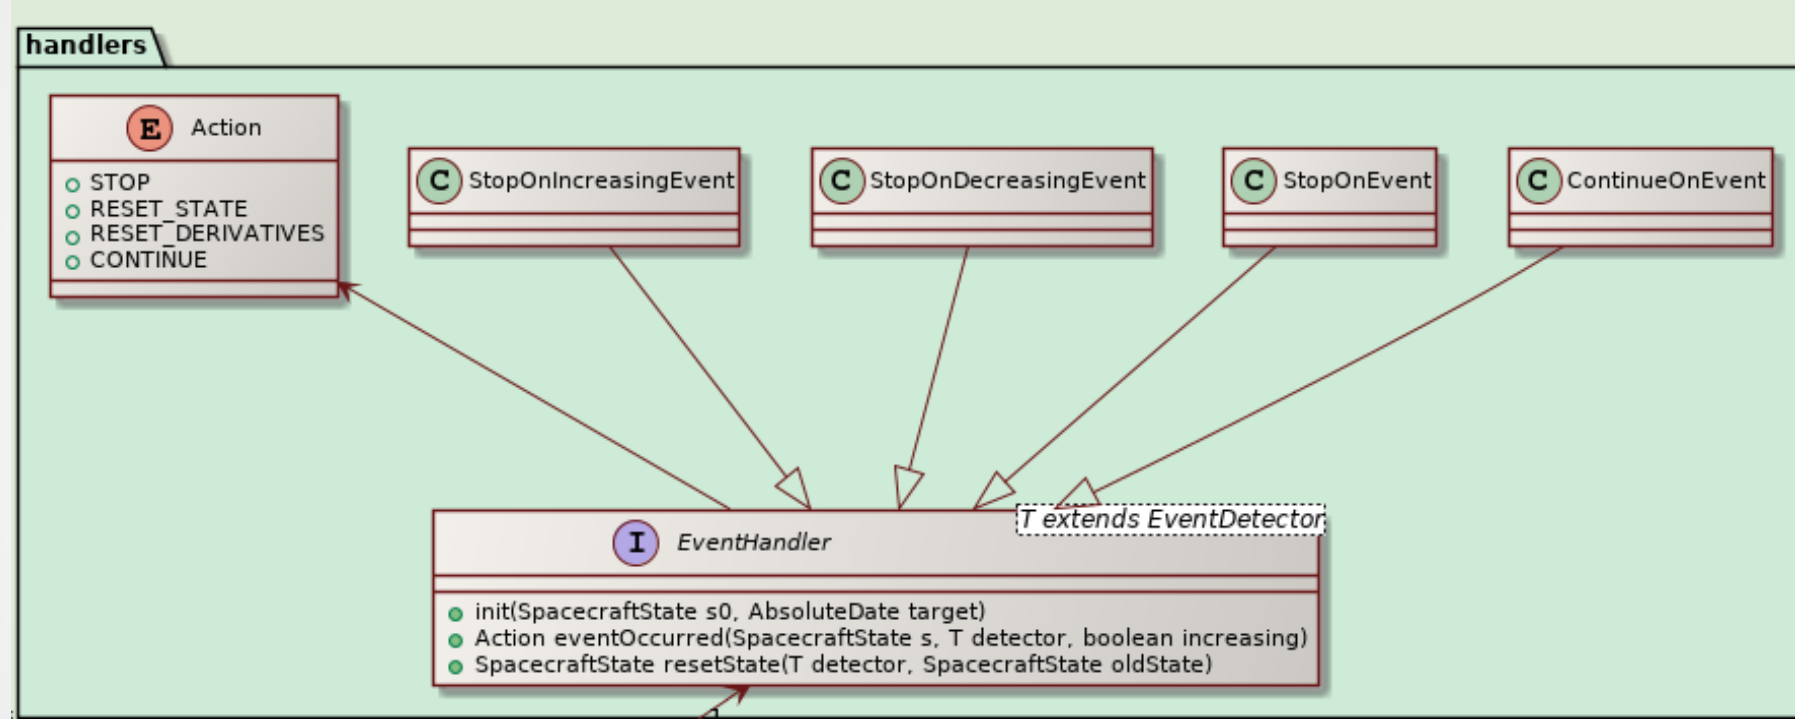 handlers
E Action
STOP
RESET_STATE
RESET_DERIVATIVES
CONTINUE
C StopOnIncreasingEvent
C StopOnDecreasingEvent
C StopOnEvent
C ContinueOnEvent
T extends EventDetector
I EventHandler
init(SpacecraftState s0, AbsoluteDate target)
Action eventOccurred(SpacecraftState s, T detector, boolean increasing)
SpacecraftState resetState(T detector, SpacecraftState oldState)